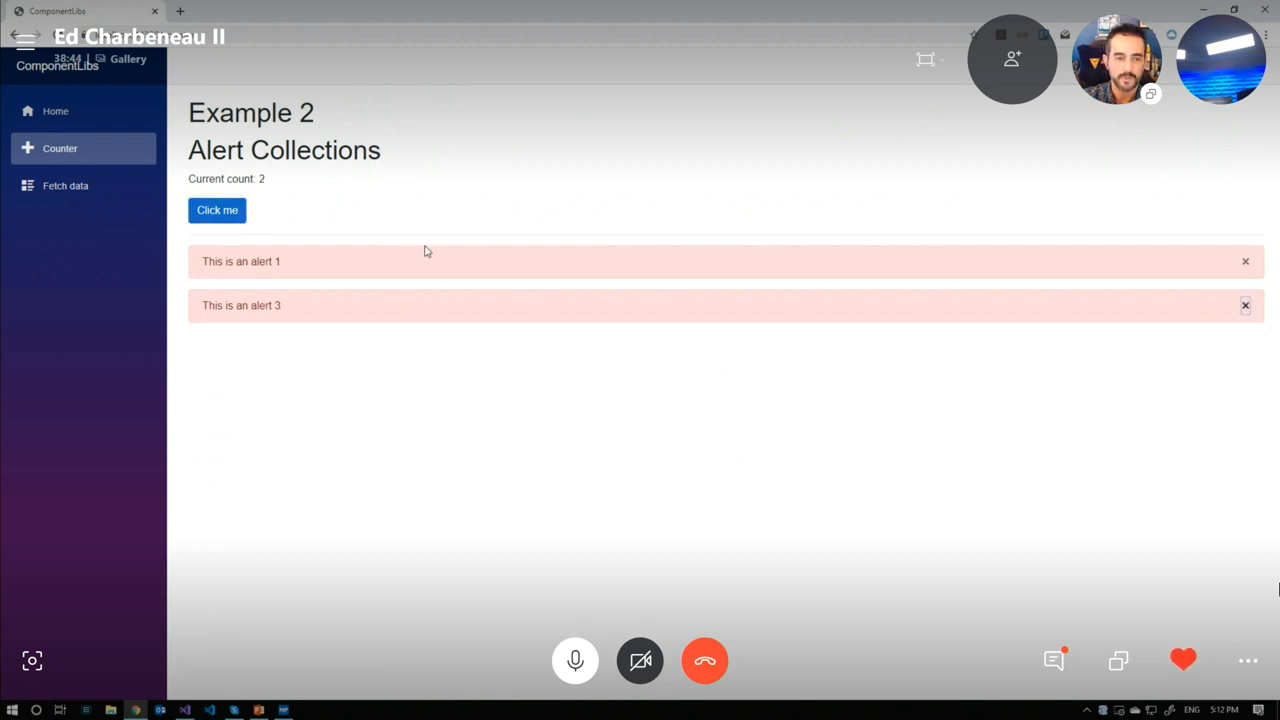 ComponentLibs
Ed Charbeneau II
38:44 Gallery
ComponentLibs
Home
Counter
Fetch data
Example 2
Alert Collections
Current count: 2
Click me
This is an alert 1
This is an alert 3
ENG 5:12 PM